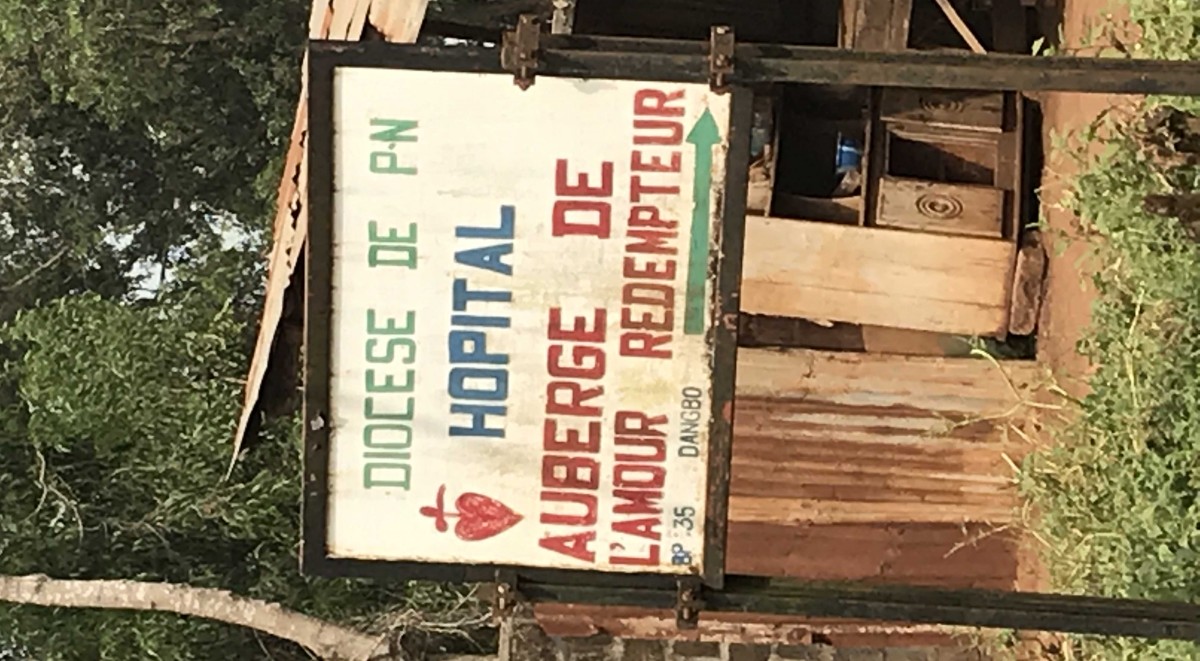 DIOCESE DE P-N
HOPITAL
AUBERGE DE
L'AMOUR REDEMPTEUR
BP 35 DANGBO